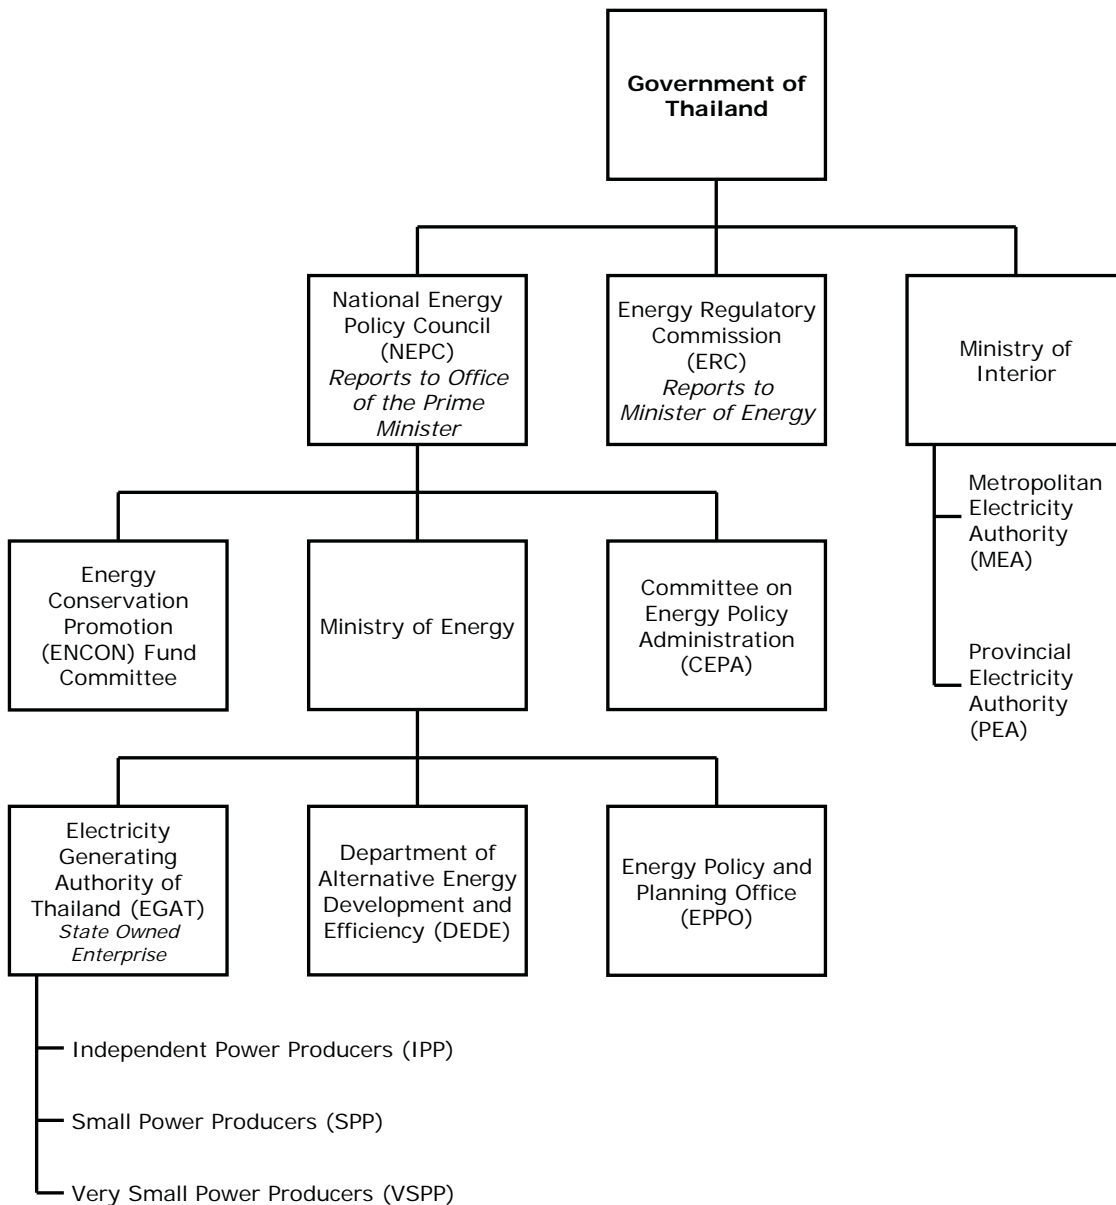 Government of
Thailand
National Energy
Policy Council
(NEPC)
Reports to Office
of the Prime
Minister
Energy Regulatory
Commission
(ERC)
Reports to
Minister of Energy
Ministry of
Interior
Metropolitan
Electricity
Authority
(MEA)
Provincial
Electricity
Authority
(PEA)
Energy
Conservation
Promotion
(ENCON) Fund
Committee
Ministry of Energy
Committee on
Energy Policy
Administration
(CEPA)
Electricity
Generating
Authority of
Thailand (EGAT)
State Owned
Enterprise
Department of
Alternative Energy
Development and
Efficiency (DEDE)
Energy Policy and
Planning Office
(EPPO)
Independent Power Producers (IPP)
Small Power Producers (SPP)
Very Small Power Producers (VSPP)